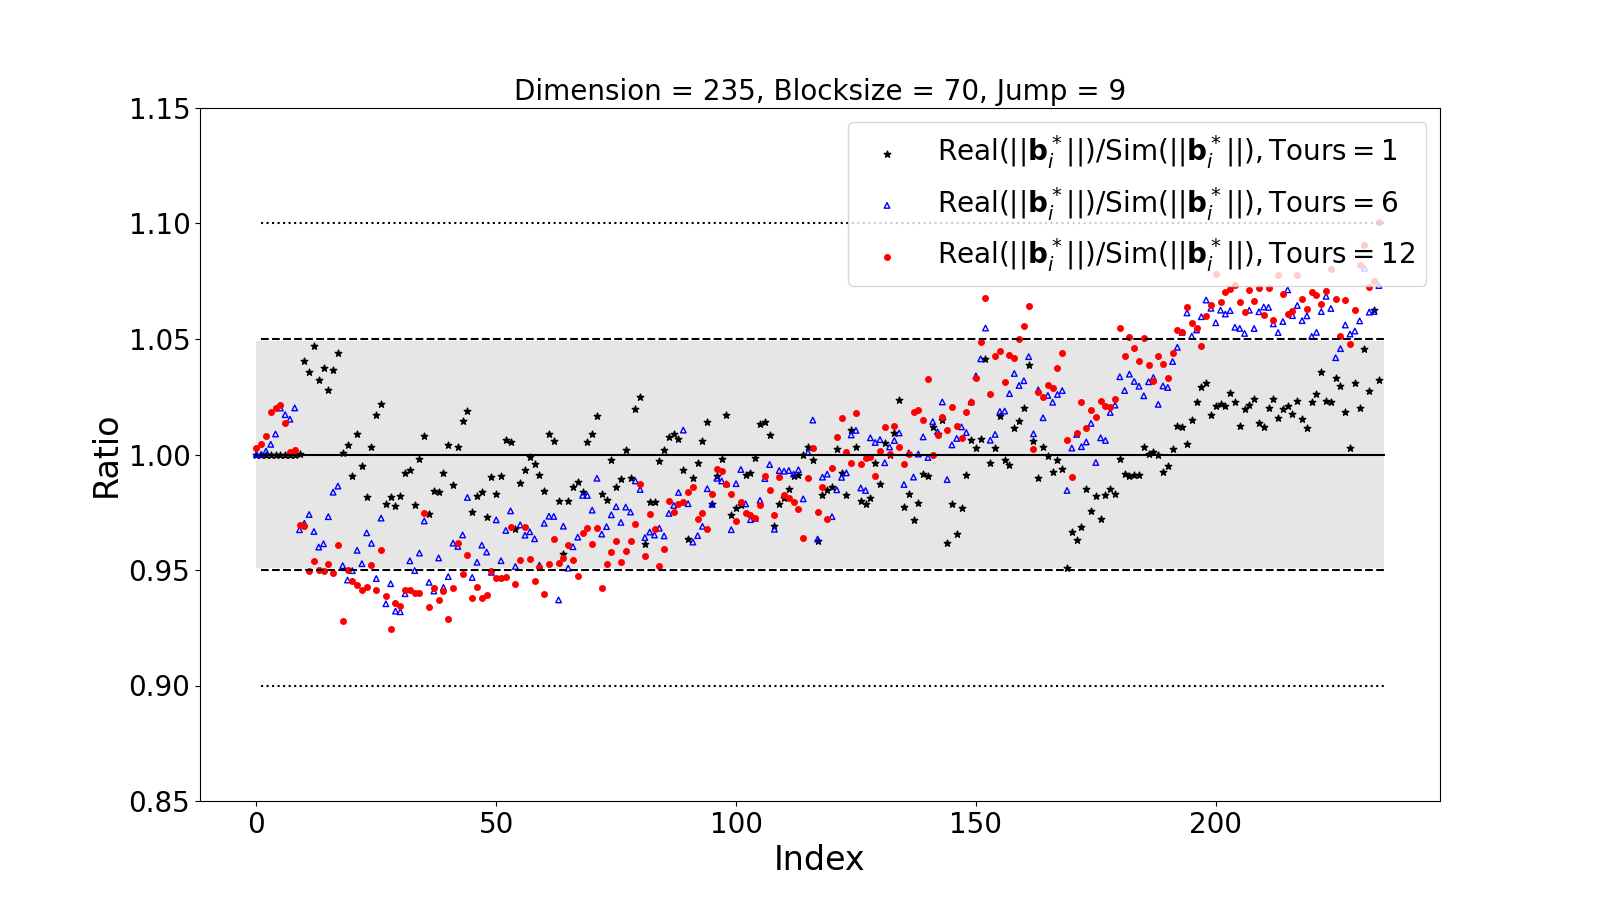 Dimension = 235, Blocksize = 70, Jump = 9
1.15
1.10
1.05
1.00
0.95
0.90
0.85
Ratio
Real(||b_i^*||)/Sim(||b_i^*||), Tours = 1
Real(||b_i^*||)/Sim(||b_i^*||), Tours = 6
Real(||b_i^*||)/Sim(||b_i^*||), Tours = 12
0 50 100 150 200
Index